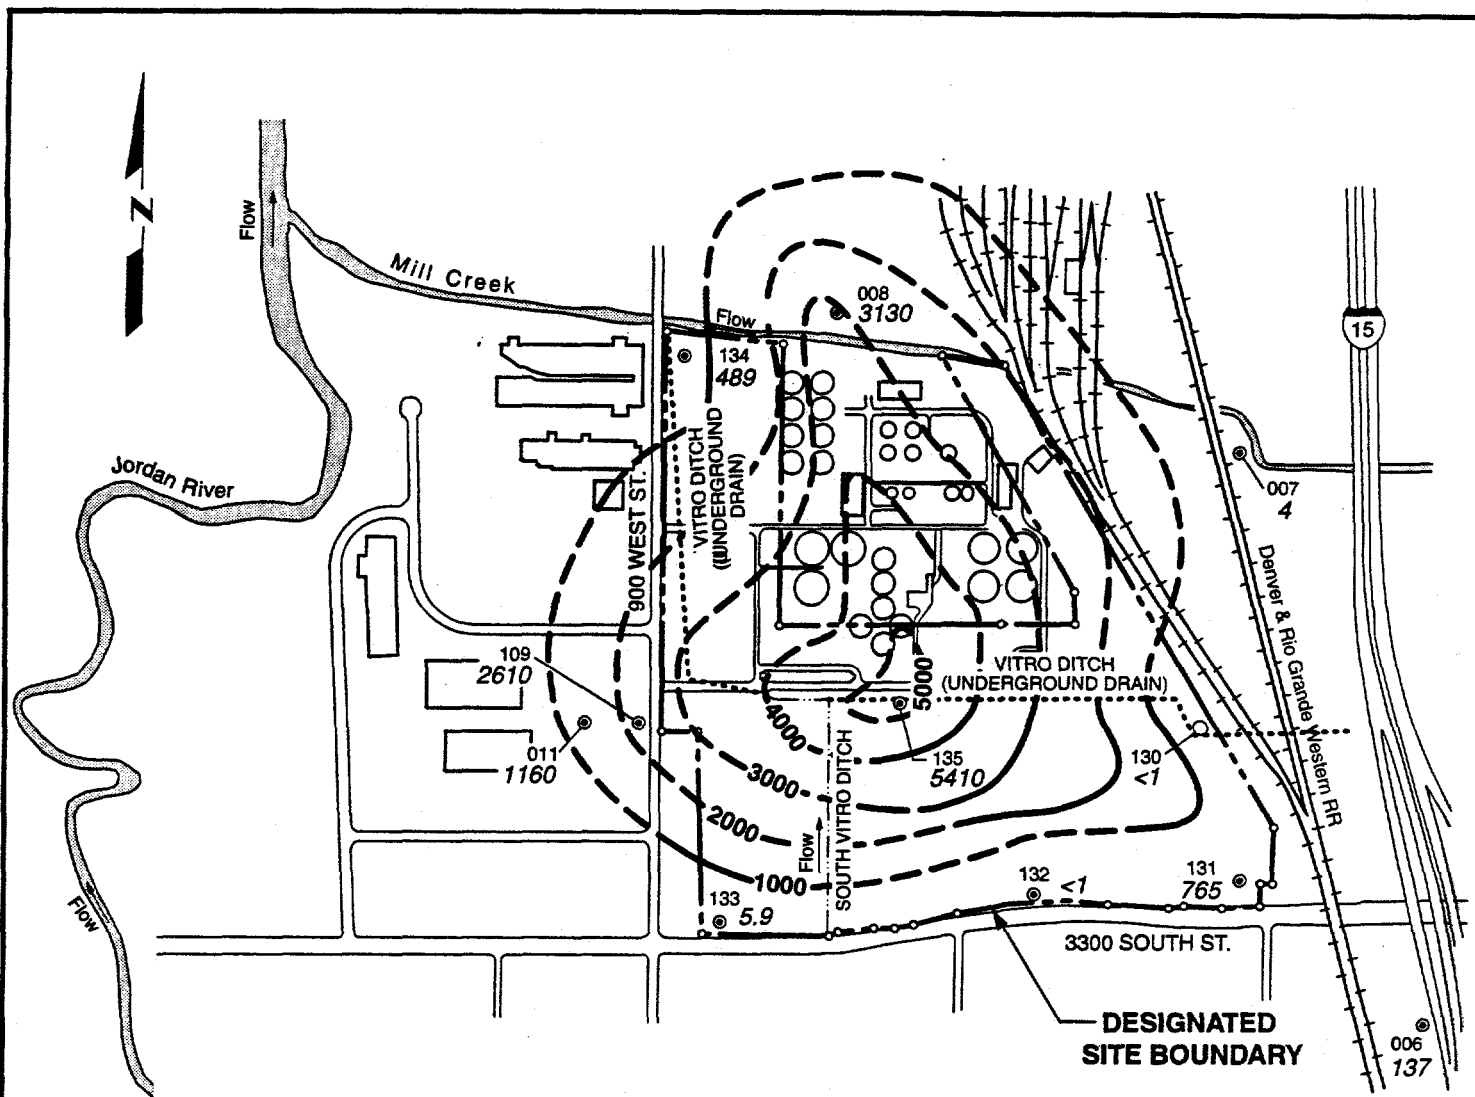 N
Flow
Mill Creek
Flow
008
3130
15
134
489
Jordan River
900 WEST ST.
VITRO DITCH
((UNDERGROUND
DRAIN)
007
4
Denver & Rio Grande Western RR
109
2610
VITRO DITCH
(UNDERGROUND DRAIN)
5000
4000
011
1160
135
5410
130
<1
3000
2000
1000
Flow
SOUTH VITRO DITCH
133
5.9
132
<1
131
765
Flow
3300 SOUTH ST.
DESIGNATED
SITE BOUNDARY
006
137